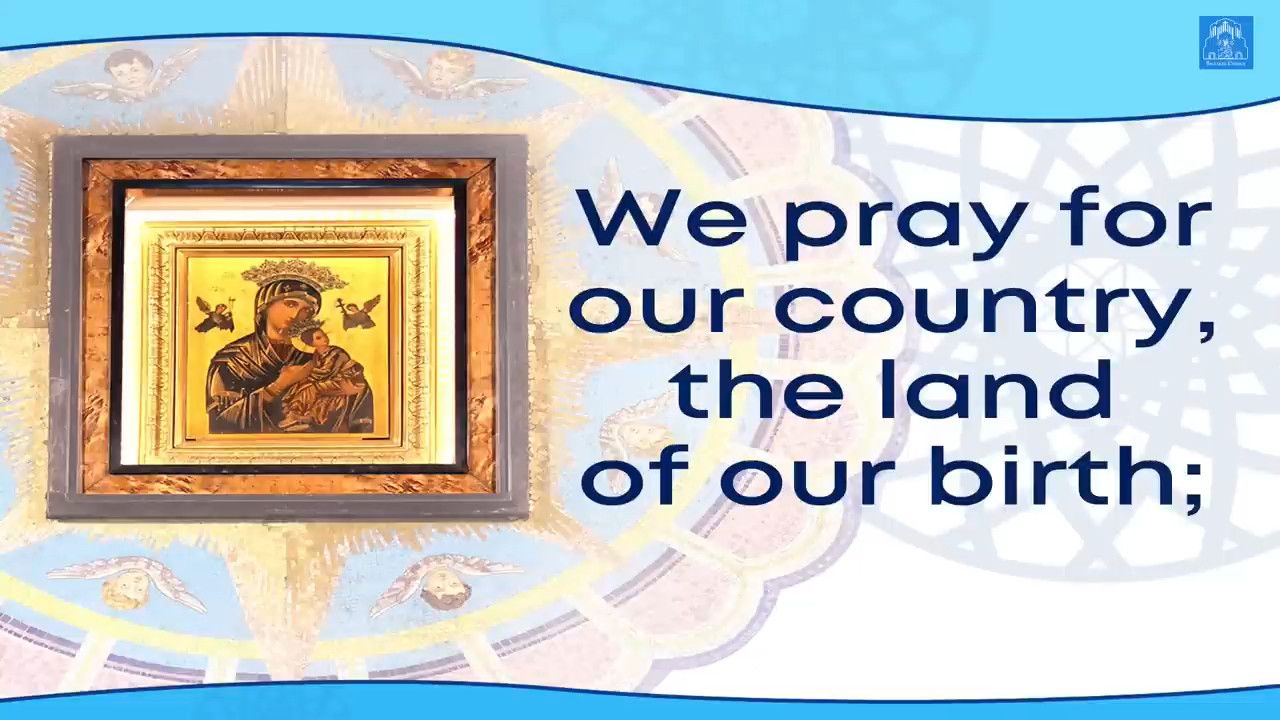 We pray for
our country,
the land
of our birth;